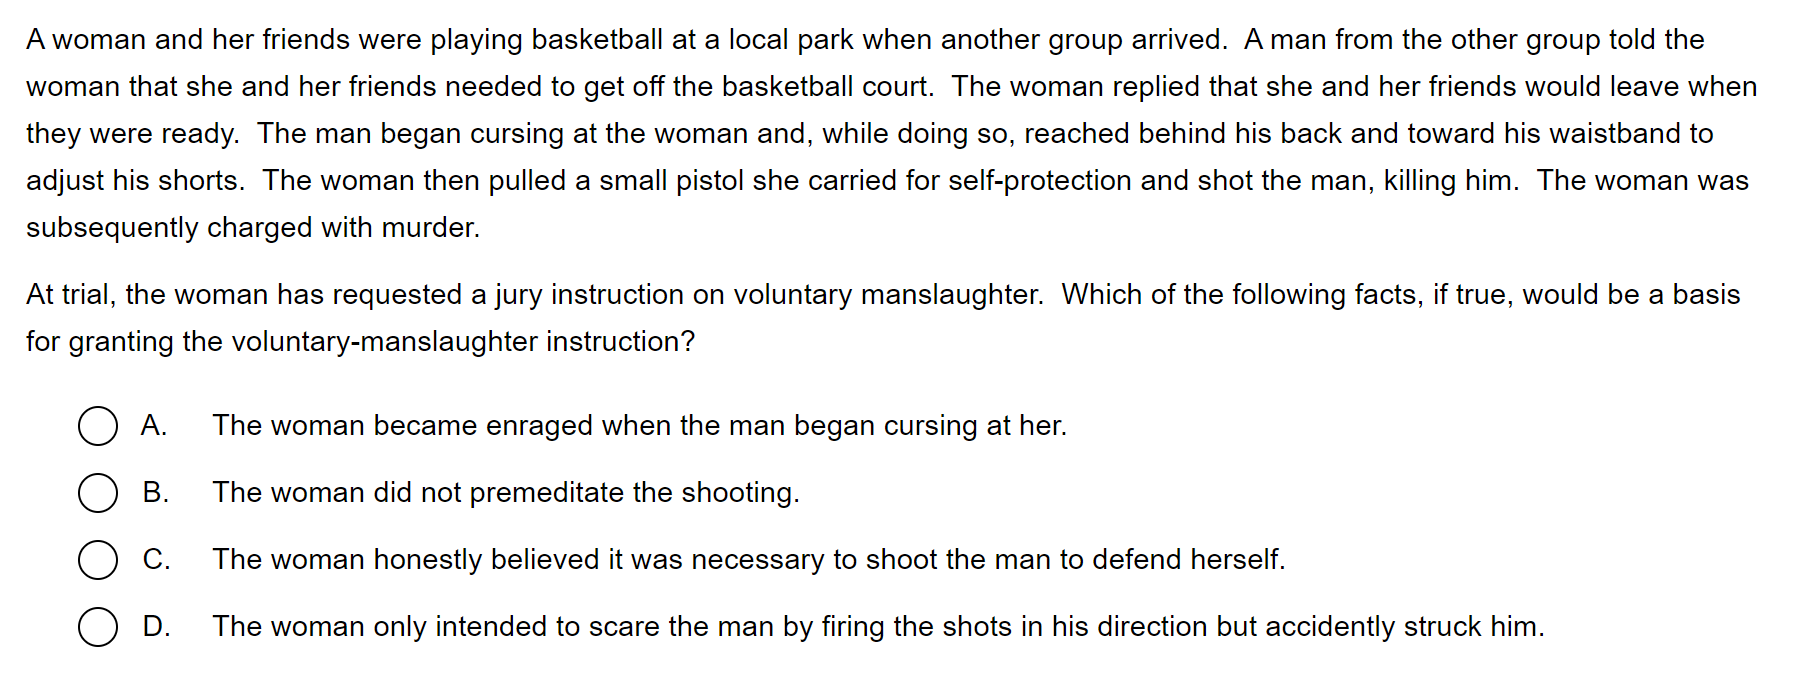 A woman and her friends were playing basketball at a local park when another group arrived.  A man from the other group told the
woman that she and her friends needed to get off the basketball court.  The woman replied that she and her friends would leave when
they were ready.  The man began cursing at the woman and, while doing so, reached behind his back and toward his waistband to
adjust his shorts.  The woman then pulled a small pistol she carried for self-protection and shot the man, killing him.  The woman was
subsequently charged with murder.
At trial, the woman has requested a jury instruction on voluntary manslaughter.  Which of the following facts, if true, would be a basis
for granting the voluntary-manslaughter instruction?
A. The woman became enraged when the man began cursing at her.
B. The woman did not premeditate the shooting.
C. The woman honestly believed it was necessary to shoot the man to defend herself.
D. The woman only intended to scare the man by firing the shots in his direction but accidently struck him.